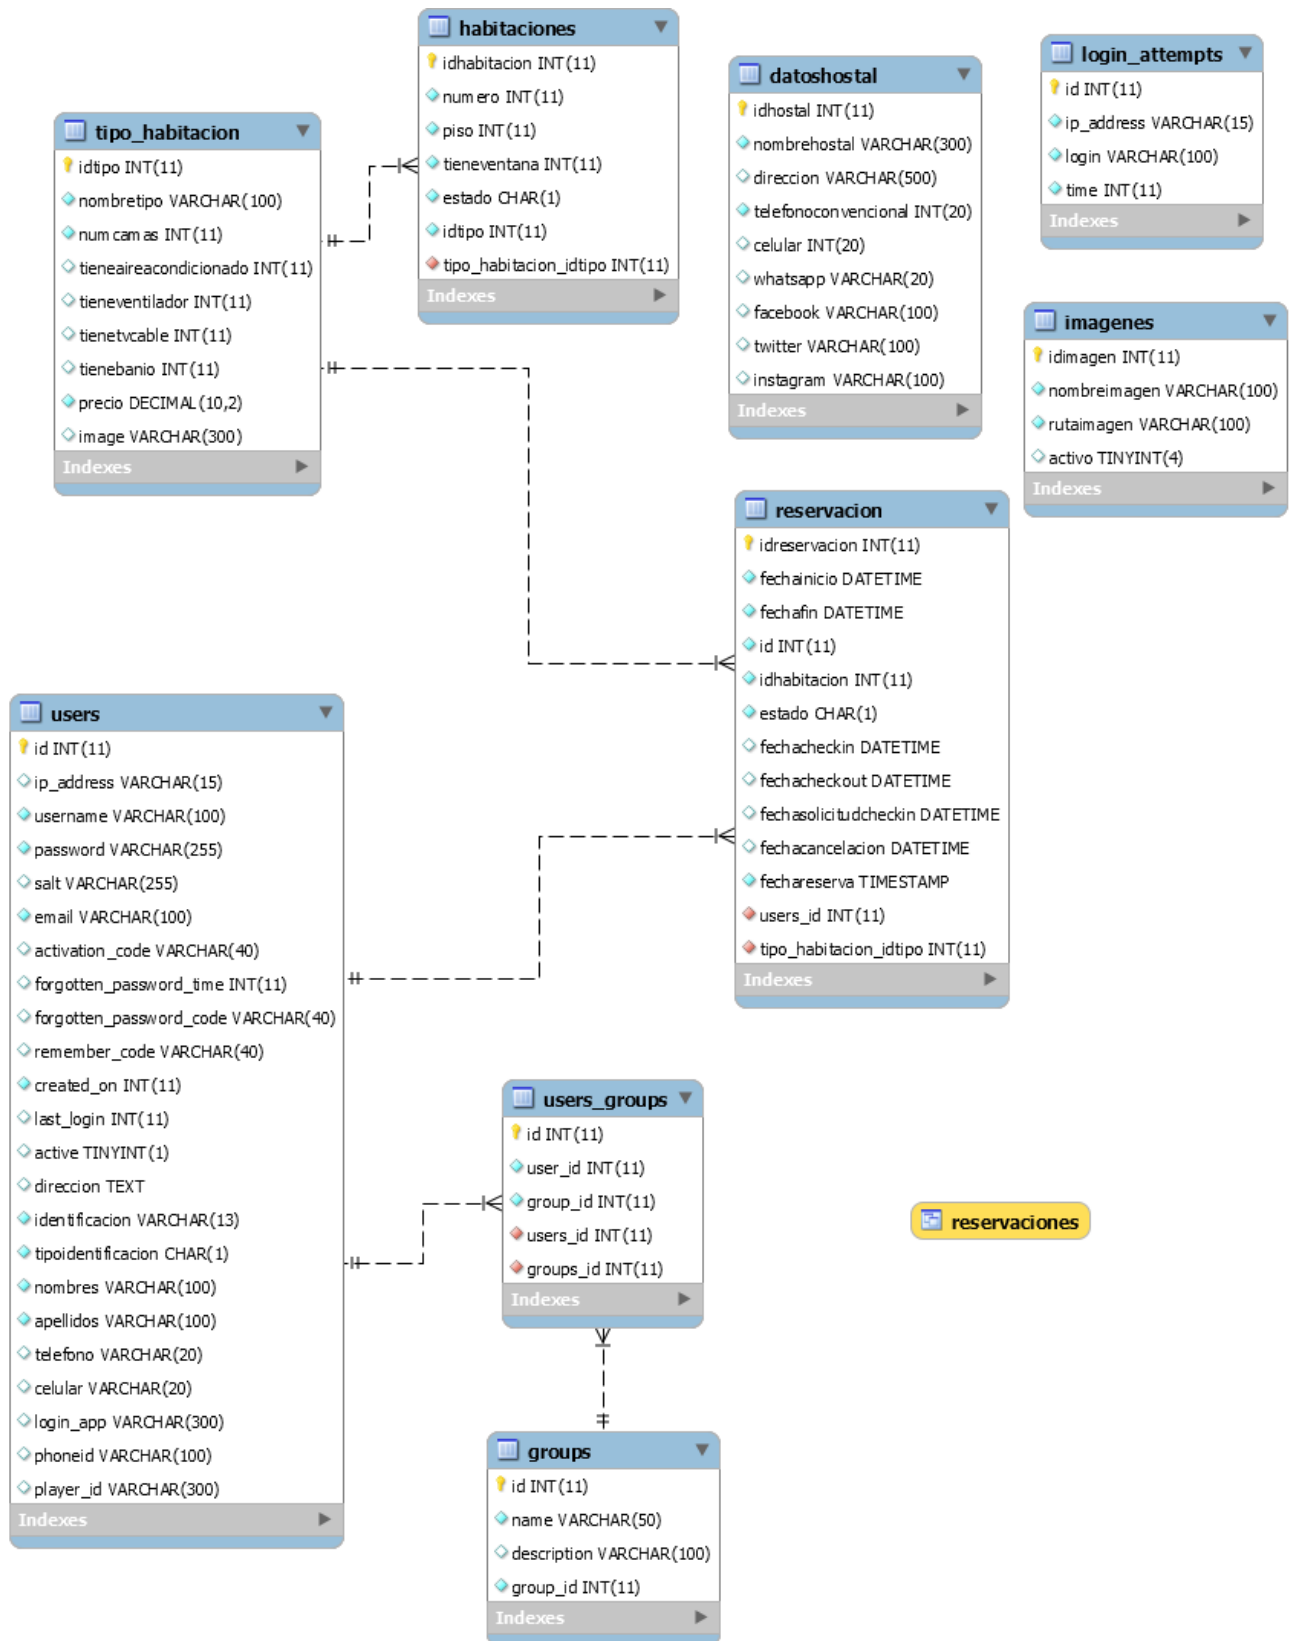 habitaciones
idhabitacion INT(11)
numero INT(11)
piso INT(11)
tieneventana INT(11)
estado CHAR(1)
idtipo INT(11)
tipo_habitacion_idtipo INT(11)
Indexes
login_attempts
id INT(11)
ip_address VARCHAR(15)
login VARCHAR(100)
time INT(11)
Indexes
datoshostal
idhostal INT(11)
nombrehostal VARCHAR(300)
direccion VARCHAR(500)
telefonoconvencional INT(20)
celular INT(20)
whatsapp VARCHAR(20)
facebook VARCHAR(100)
twitter VARCHAR(100)
instagram VARCHAR(100)
Indexes
tipo_habitacion
idtipo INT(11)
nombretipo VARCHAR(100)
numcamas INT(11)
tieneaireacondicionado INT(11)
tieneventilador INT(11)
tienetvcable INT(11)
tienebanio INT(11)
precio DECIMAL(10,2)
image VARCHAR(300)
Indexes
imagenes
idimagen INT(11)
nombreimagen VARCHAR(100)
rutaimagen VARCHAR(100)
activo TINYINT(4)
Indexes
reservacion
idreservacion INT(11)
fechainicio DATETIME
fechafin DATETIME
id INT(11)
idhabitacion INT(11)
estado CHAR(1)
fechacheckin DATETIME
fechacheckout DATETIME
fechasolicitudcheckin DATETIME
fechacancelacion DATETIME
fechareserva TIMESTAMP
users_id INT(11)
tipo_habitacion_idtipo INT(11)
Indexes
users
id INT(11)
ip_address VARCHAR(15)
username VARCHAR(100)
password VARCHAR(255)
salt VARCHAR(255)
email VARCHAR(100)
activation_code VARCHAR(40)
forgotten_password_time INT(11)
forgotten_password_code VARCHAR(40)
remember_code VARCHAR(40)
created_on INT(11)
last_login INT(11)
active TINYINT(1)
direccion TEXT
identificacion VARCHAR(13)
tipoidentificacion CHAR(1)
nombres VARCHAR(100)
apellidos VARCHAR(100)
telefono VARCHAR(20)
celular VARCHAR(20)
login_app VARCHAR(300)
phoneid VARCHAR(100)
player_id VARCHAR(300)
Indexes
users_groups
id INT(11)
user_id INT(11)
group_id INT(11)
users_id INT(11)
groups_id INT(11)
Indexes
reservaciones
groups
id INT(11)
name VARCHAR(50)
description VARCHAR(100)
group_id INT(11)
Indexes